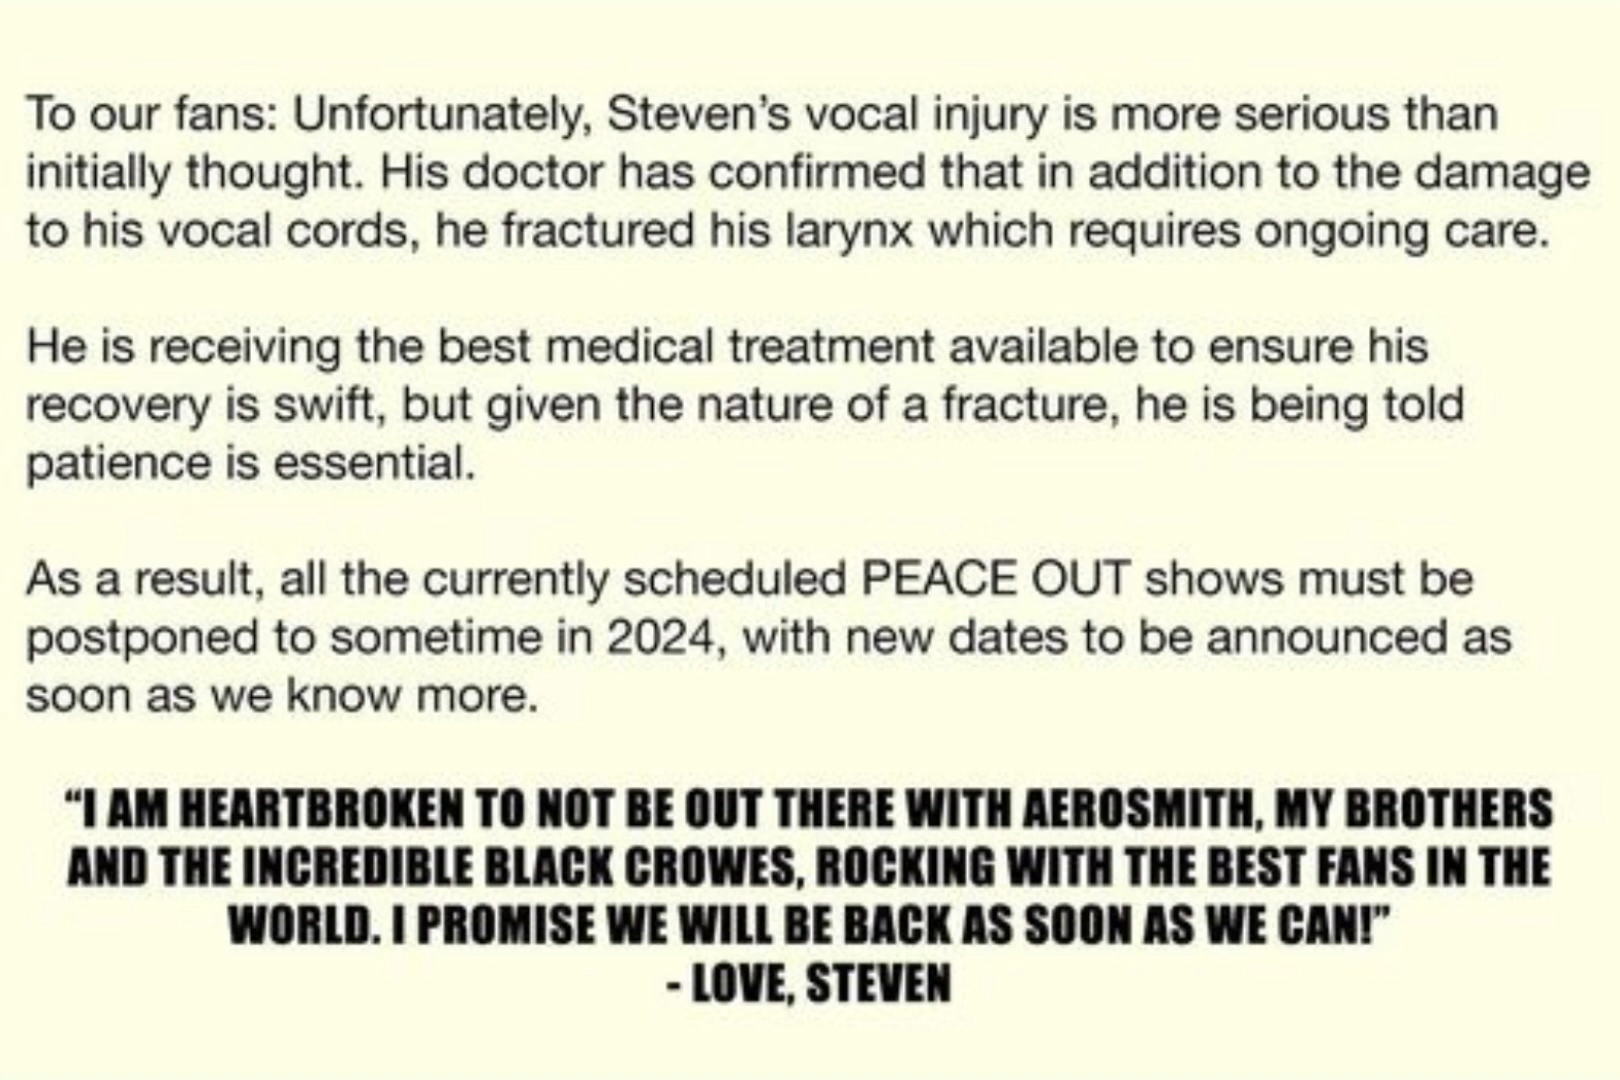 To our fans: Unfortunately, Steven’s vocal injury is more serious than
initially thought. His doctor has confirmed that in addition to the damage
to his vocal cords, he fractured his larynx which requires ongoing care.
He is receiving the best medical treatment available to ensure his
recovery is swift, but given the nature of a fracture, he is being told
patience is essential.
As a result, all the currently scheduled PEACE OUT shows must be
postponed to sometime in 2024, with new dates to be announced as
soon as we know more.
“I AM HEARTBROKEN TO NOT BE OUT THERE WITH AEROSMITH, MY BROTHERS
AND THE INCREDIBLE BLACK CROWES, ROCKING WITH THE BEST FANS IN THE
WORLD. I PROMISE WE WILL BE BACK AS SOON AS WE CAN!”
- LOVE, STEVEN